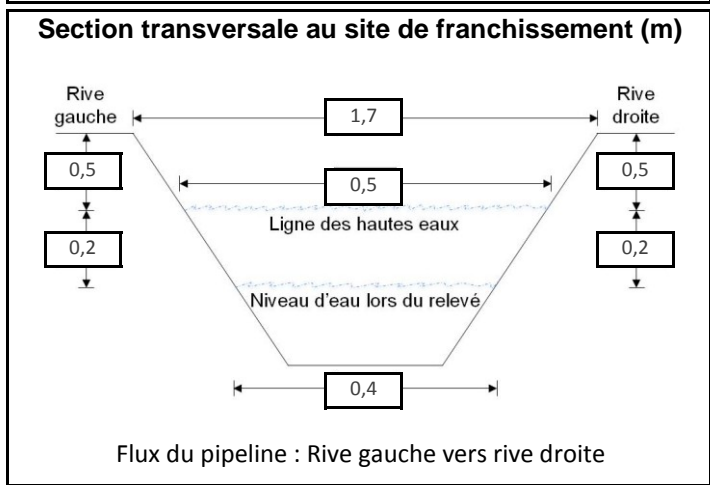 Section transversale au site de franchissement (m)
Rive
gauche
Rive
droite
1,7
0,5
0,5
0,5
Ligne des hautes eaux
0,2
0,2
Niveau d'eau lors du relevé
0,4
Flux du pipeline : Rive gauche vers rive droite